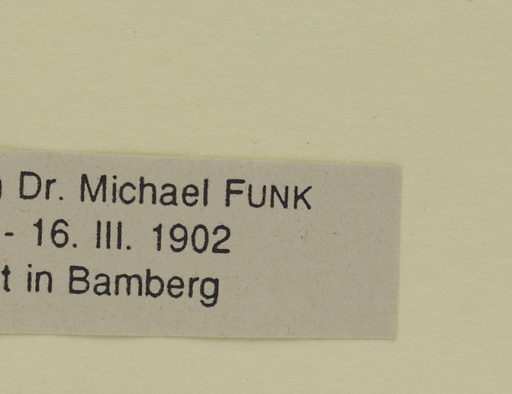 Dr. Michael FUNK
- 16. III. 1902
t in Bamberg